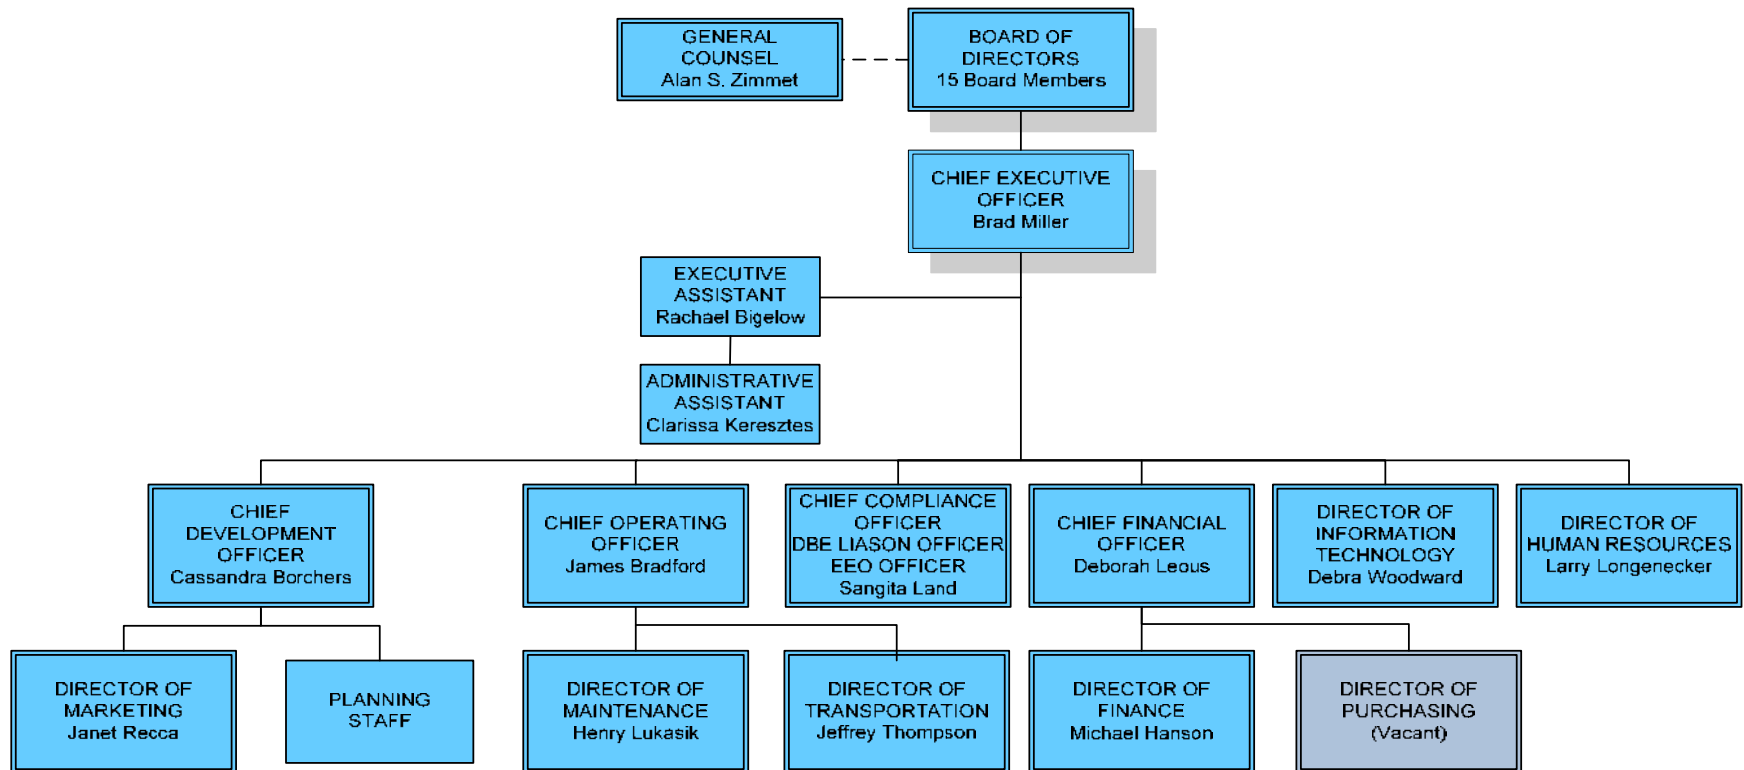 GENERAL
COUNSEL
Alan S. Zimmet
BOARD OF
DIRECTORS
15 Board Members
CHIEF EXECUTIVE
OFFICER
Brad Miller
EXECUTIVE
ASSISTANT
Rachael Bigelow
ADMINISTRATIVE
ASSISTANT
Clarissa Keresztes
CHIEF
DEVELOPMENT
OFFICER
Cassandra Borchers
CHIEF OPERATING
OFFICER
James Bradford
CHIEF COMPLIANCE
OFFICER
DBE LIASON OFFICER
EEO OFFICER
Sangita Land
CHIEF FINANCIAL
OFFICER
Deborah Leous
DIRECTOR OF
INFORMATION
TECHNOLOGY
Debra Woodward
DIRECTOR OF
HUMAN RESOURCES
Larry Longenecker
DIRECTOR OF
MARKETING
Janet Recca
PLANNING
STAFF
DIRECTOR OF
MAINTENANCE
Henry Lukasik
DIRECTOR OF
TRANSPORTATION
Jeffrey Thompson
DIRECTOR OF
FINANCE
Michael Hanson
DIRECTOR OF
PURCHASING
(Vacant)